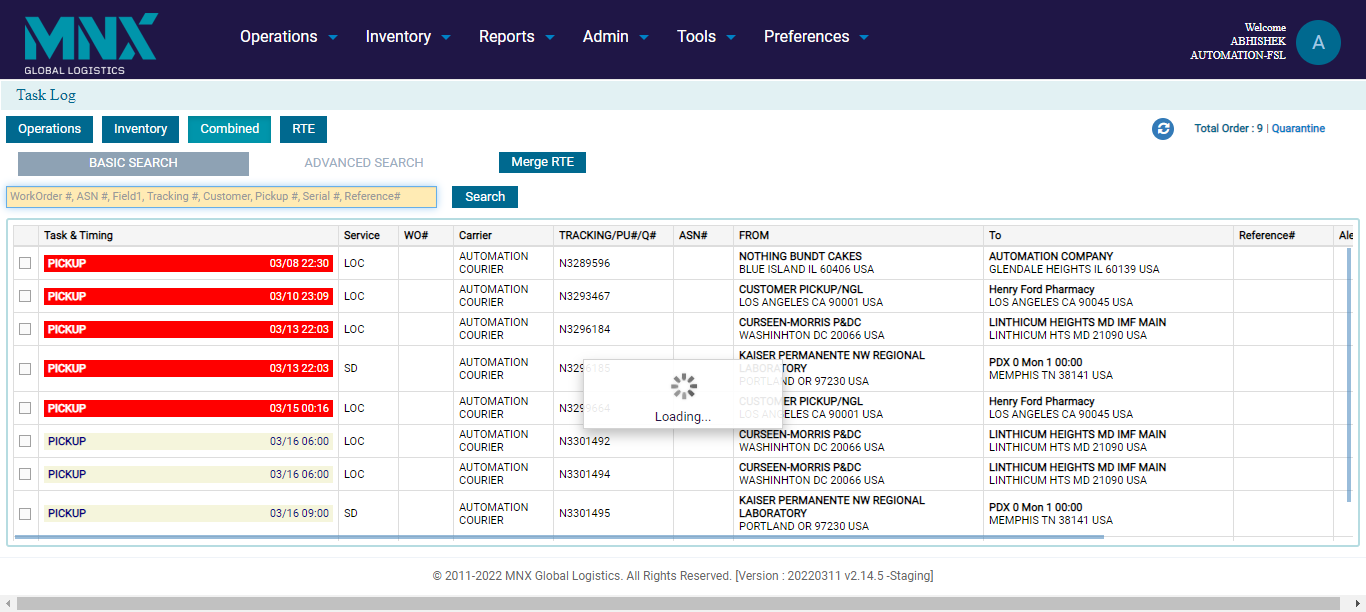 MNX
GLOBAL LOGISTICS
Operations Inventory Reports Admin Tools Preferences
Welcome
ABHISHEK
AUTOMATION-FSL
A
Task Log
Operations Inventory Combined RTE
Total Order : 9 | Quarantine
BASIC SEARCH ADVANCED SEARCH Merge RTE
WorkOrder #, ASN #, Field1, Tracking #, Customer, Pickup #, Serial #, Reference# Search
Task & Timing Service WO# Carrier TRACKING/PU#/Q# ASN# FROM To Reference# Ale
PICKUP 03/08 22:30 LOC AUTOMATION COURIER N3289596 NOTHING BUNDT CAKES AUTOMATION COMPANY
BLUE ISLAND IL 60406 USA GLENDALE HEIGHTS IL 60139 USA
PICKUP 03/10 23:09 LOC AUTOMATION COURIER N3293467 CUSTOMER PICKUP/NGL Henry Ford Pharmacy
LOS ANGELES CA 90001 USA LOS ANGELES CA 90045 USA
PICKUP 03/13 22:03 LOC AUTOMATION COURIER N3296184 CURSEEN-MORRIS P&DC LINTHICUM HEIGHTS MD IMF MAIN
WASHINHTON DC 20066 USA LINTHICUM HTS MD 21090 USA
PICKUP 03/13 22:03 SD AUTOMATION COURIER N3296185 KAISER PERMANENTE NW REGIONAL LABORATORY PDX 0 Mon 1 00:00
PORTLAND OR 97230 USA MEMPHIS TN 38141 USA
PICKUP 03/15 00:16 LOC AUTOMATION COURIER CUSTOMER PICKUP/NGL Henry Ford Pharmacy
LOS ANGELES CA 90001 USA LOS ANGELES CA 90045 USA
PICKUP 03/16 06:00 LOC AUTOMATION COURIER N3301492 CURSEEN-MORRIS P&DC LINTHICUM HEIGHTS MD IMF MAIN
WASHINHTON DC 20066 USA LINTHICUM HTS MD 21090 USA
PICKUP 03/16 06:00 LOC AUTOMATION COURIER N3301494 CURSEEN-MORRIS P&DC LINTHICUM HEIGHTS MD IMF MAIN
WASHINHTON DC 20066 USA LINTHICUM HTS MD 21090 USA
PICKUP 03/16 09:00 SD AUTOMATION COURIER N3301495 KAISER PERMANENTE NW REGIONAL LABORATORY PDX 0 Mon 1 00:00
PORTLAND OR 97230 USA MEMPHIS TN 38141 USA
Loading...
© 2011-2022 MNX Global Logistics. All Rights Reserved. [Version : 20220311 v2.14.5 -Staging]